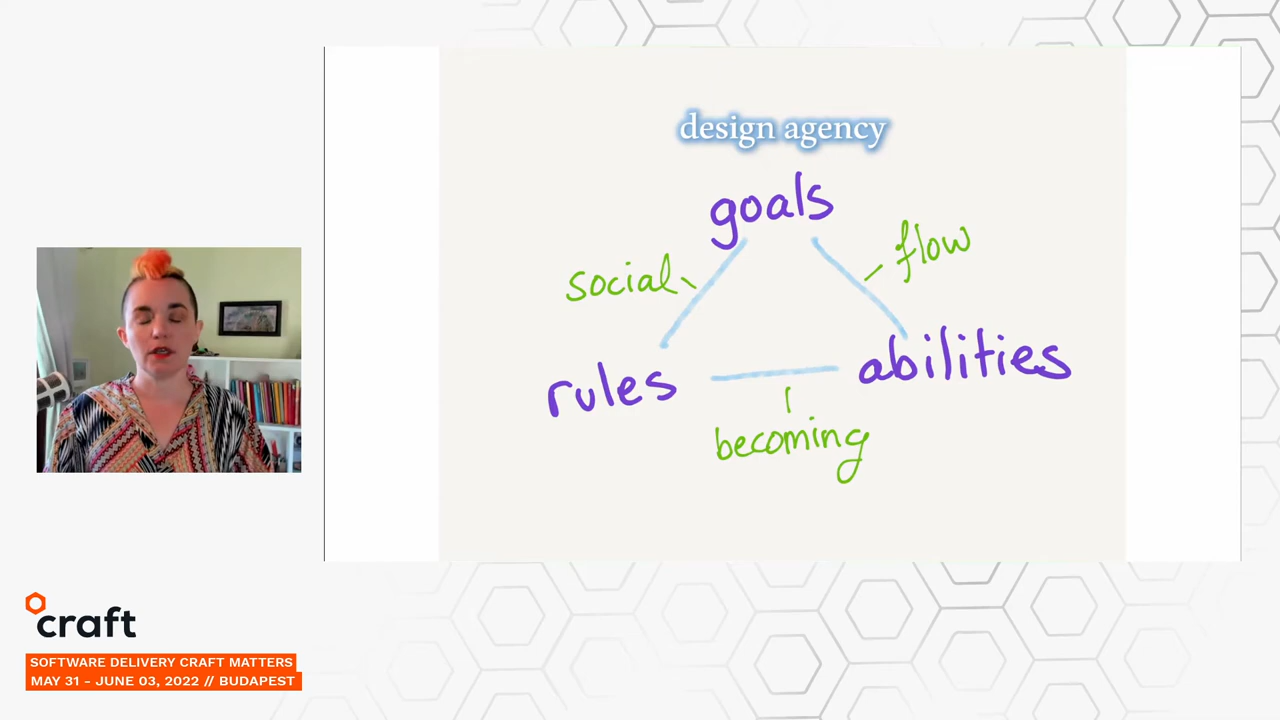 design agency
goals
social
flow
rules
abilities
becoming
craft
SOFTWARE DELIVERY CRAFT MATTERS
MAY 31 - JUNE 03, 2022 // BUDAPEST